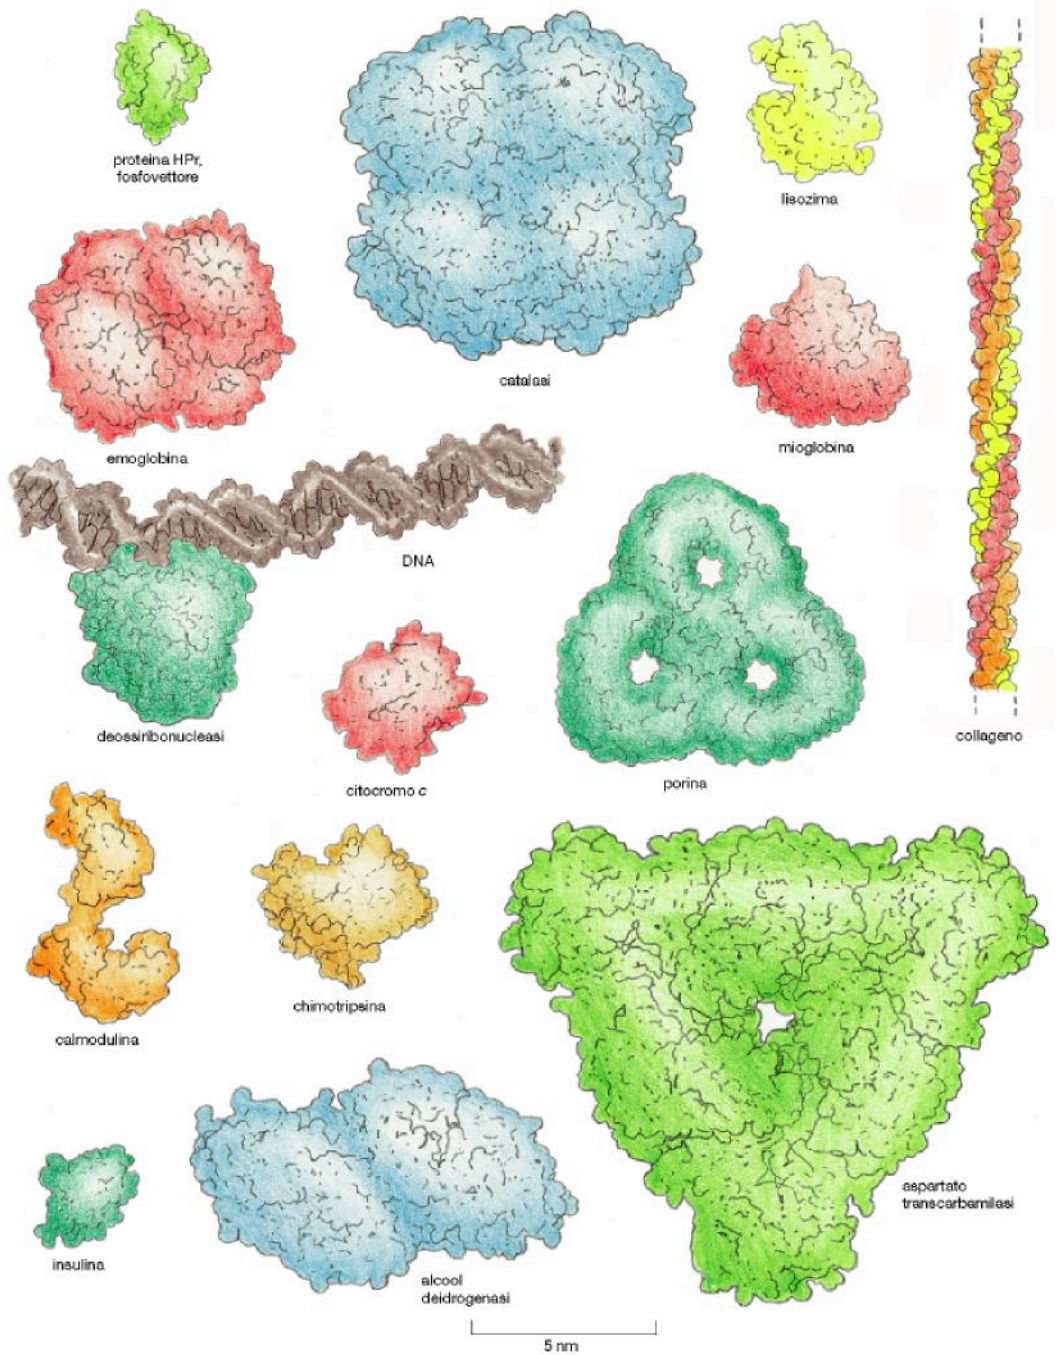 proteina HPr,
fosfovettore
lisozima
catalasi
mioglobina
emoglobina
DNA
deossiribonucleasi
citocromo c
porina
collageno
calmodulina
chimotripsina
aspartato
transcarbamilasi
insulina
alcool
deidrogenasi
5 nm